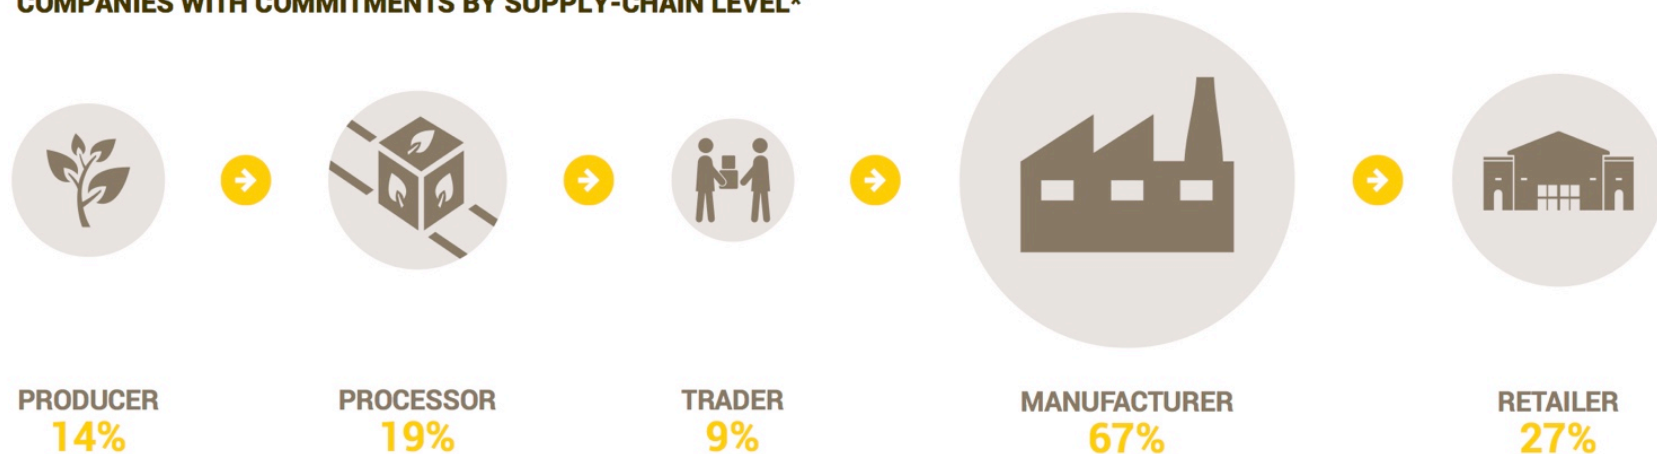 COMPANIES WITH COMMITMENTS BY SUPPLY-CHAIN LEVEL*
PRODUCER
14%
PROCESSOR
19%
TRADER
9%
MANUFACTURER
67%
RETAILER
27%